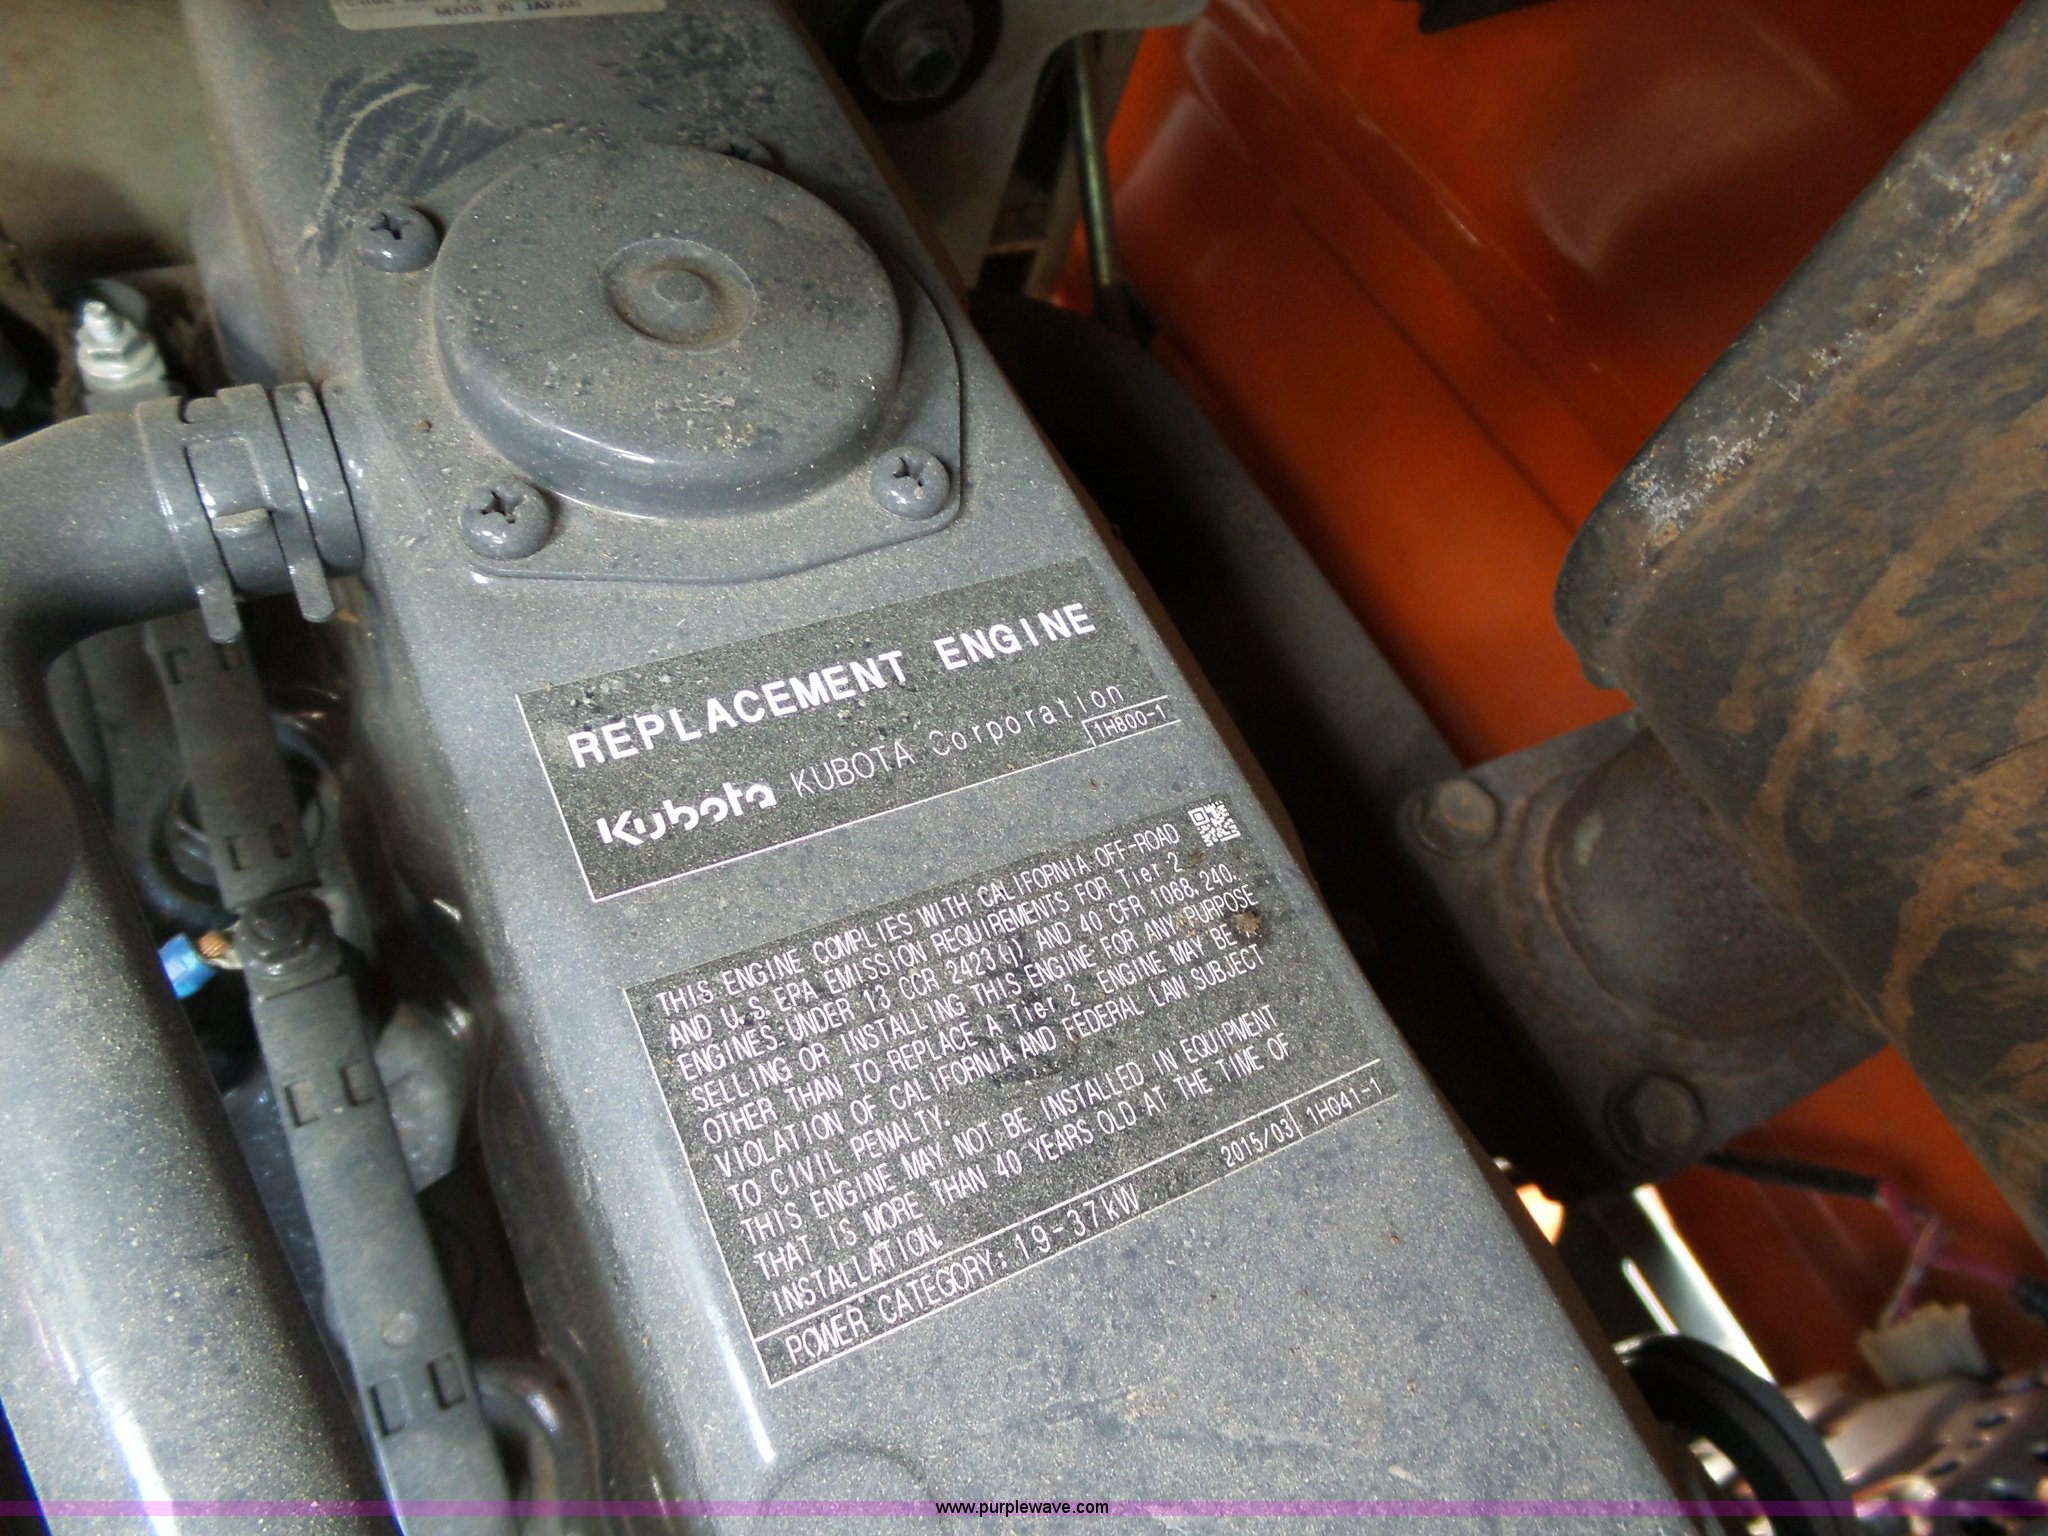 MADE IN JAPAN
REPLACEMENT ENGINE
Kubota KUBOTA Corporation
1H800-1
THIS ENGINE COMPLIES WITH CALIFORNIA OFF-ROAD
AND U.S. EPA EMISSION REQUIREMENTS FOR Tier 2
ENGINES UNDER 13 CCR 2423(j) AND 40 CFR 1068.240.
SELLING OR INSTALLING THIS ENGINE FOR ANY PURPOSE
OTHER THAN TO REPLACE A Tier 2 ENGINE MAY BE A
VIOLATION OF CALIFORNIA AND FEDERAL LAW SUBJECT
TO CIVIL PENALTY.
THIS ENGINE MAY NOT BE INSTALLED IN EQUIPMENT
THAT IS MORE THAN 40 YEARS OLD AT THE TIME OF
INSTALLATION.
POWER CATEGORY: 19-37kW 2015/03 1H041-1
www.purplewave.com